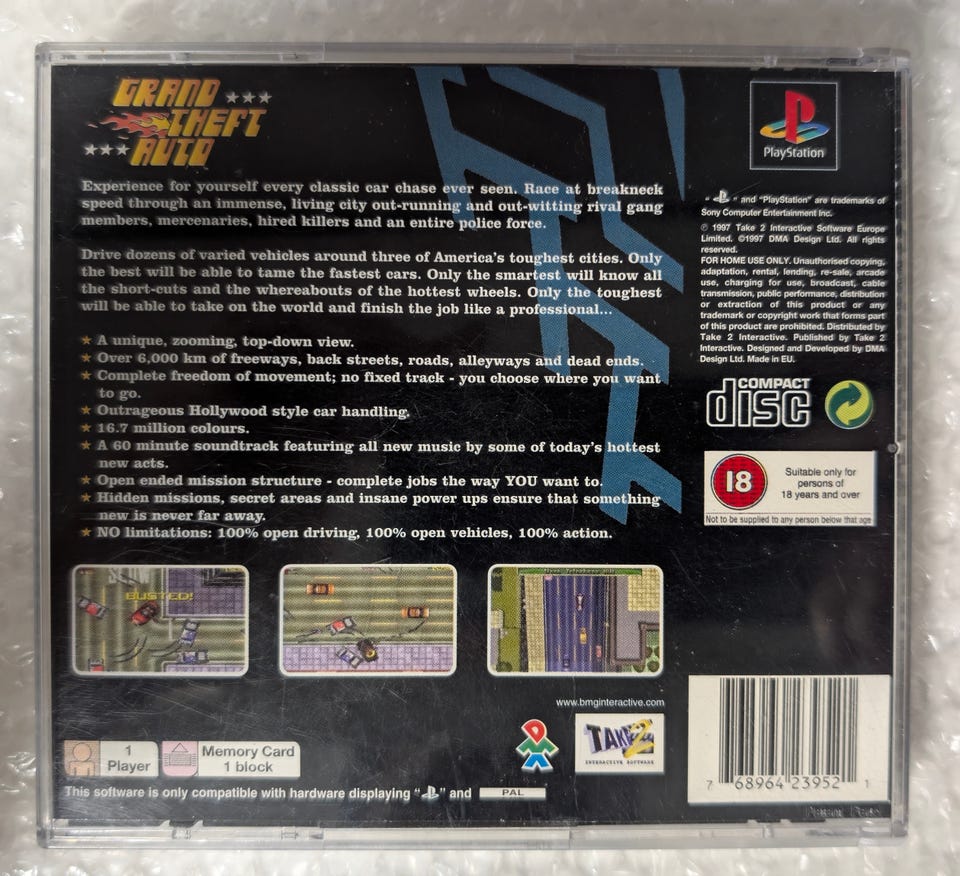 GRAND
THEFT
AUTO
PlayStation
Experience for yourself every classic car chase ever seen. Race at breakneck
speed through an immense, living city out-running and out-witting rival gang
members, mercenaries, hired killers and an entire police force.
Drive dozens of varied vehicles around three of America's toughest cities. Only
the best will be able to tame the fastest cars. Only the smartest will know all
the short-cuts and the whereabouts of the hottest wheels. Only the toughest
will be able to take on the world and finish the job like a professional...
A unique, zooming, top-down view.
Over 6,000 km of freeways, back streets, roads, alleyways and dead ends.
Complete freedom of movement; no fixed track - you choose where you want
to go.
Outrageous Hollywood style car handling.
16.7 million colours.
A 60 minute soundtrack featuring all new music by some of today's hottest
new acts.
Open ended mission structure - complete jobs the way YOU want to.
Hidden missions, secret areas and insane power ups ensure that something
new is never far away.
NO limitations: 100% open driving, 100% open vehicles, 100% action.
" " and "PlayStation" are trademarks of
Sony Computer Entertainment Inc.
℗ 1997 Take 2 Interactive Software Europe
Limited. ©1997 DMA Design Ltd. All rights
reserved.
FOR HOME USE ONLY. Unauthorised copying,
adaptation, rental, lending, re-sale, arcade
use, charging for use, broadcast, cable
transmission, public performance, distribution
or extraction of this product or any
trademark or copyright work that forms part
of this product are prohibited. Distributed by
Take 2 Interactive. Published by Take 2
Interactive. Designed and Developed by DMA
Design Ltd. Made in EU.
COMPACT
disc
18
Suitable only for
persons of
18 years and over
Not to be supplied to any person below that age
BUSTED!
www.bmginteractive.com
TAKE 2
INTERACTIVE SOFTWARE
1
Player
Memory Card
1 block
This software is only compatible with hardware displaying " " and PAL
7 68964 23952 1